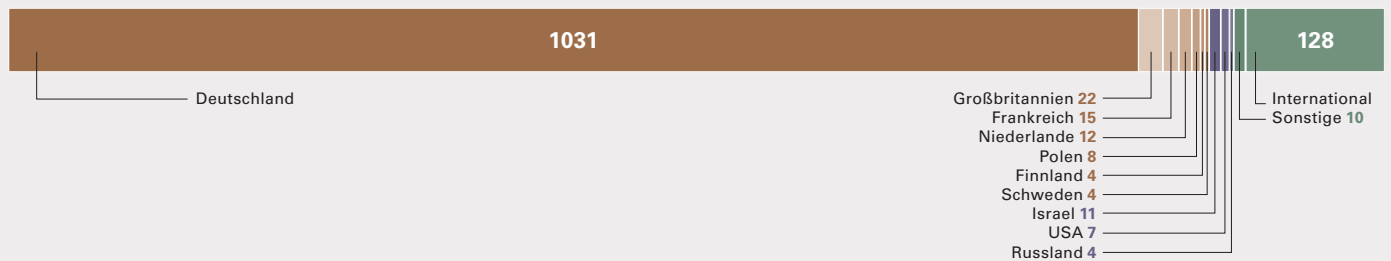 1031
128
Deutschland
Großbritannien 22
Frankreich 15
Niederlande 12
Polen 8
Finnland 4
Schweden 4
Israel 11
USA 7
Russland 4
International
Sonstige 10